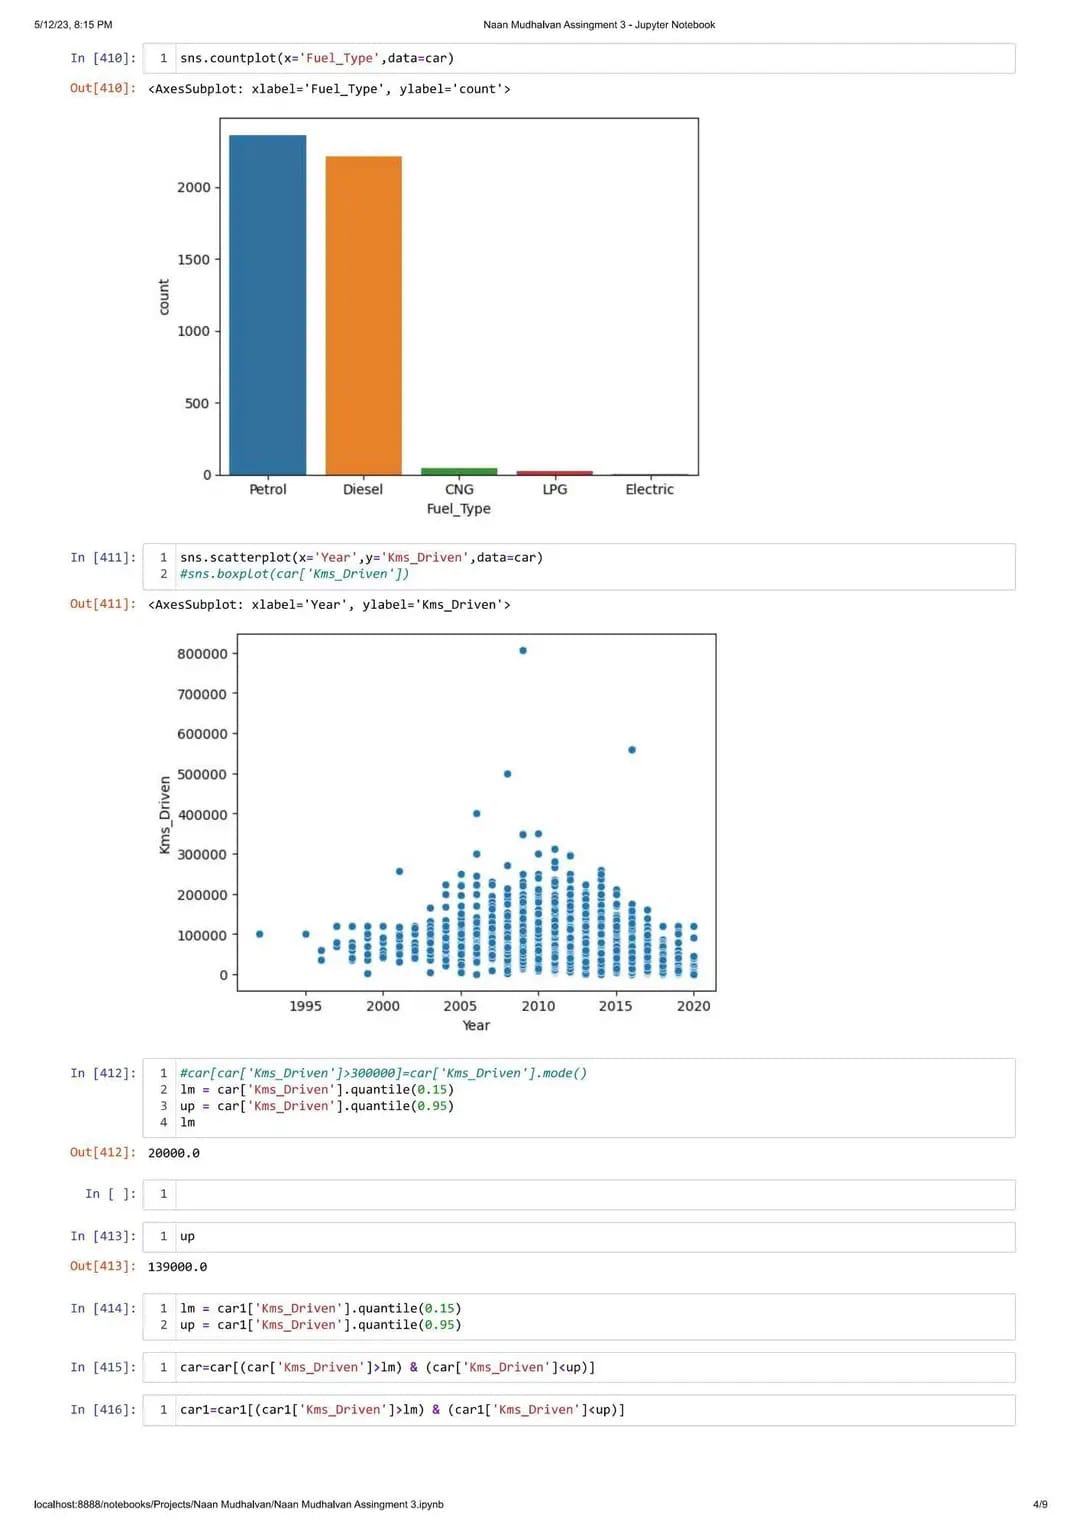 5/12/23, 8:15 PM
Naan Mudhalvan Assingment 3 - Jupyter Notebook
In [410]:
1 sns.countplot(x='Fuel_Type',data=car)
Out[410]: <AxesSubplot: xlabel='Fuel_Type', ylabel='count'>
2000
1500
1000
500
0
count
Petrol Diesel CNG LPG Electric
Fuel_Type
In [411]:
1 sns.scatterplot(x='Year',y='Kms_Driven',data=car)
2 #sns.boxplot(car['Kms_Driven'])
Out[411]: <AxesSubplot: xlabel='Year', ylabel='Kms_Driven'>
800000
700000
600000
500000
400000
300000
200000
100000
0
Kms_Driven
1995 2000 2005 2010 2015 2020
Year
In [412]:
1 #car[car['Kms_Driven']>300000]=car['Kms_Driven'].mode()
2 lm = car['Kms_Driven'].quantile(0.15)
3 up = car['Kms_Driven'].quantile(0.95)
4 lm
Out[412]: 20000.0
In [ ]: 1
In [413]: 1 up
Out[413]: 139000.0
In [414]:
1 lm = car1['Kms_Driven'].quantile(0.15)
2 up = car1['Kms_Driven'].quantile(0.95)
In [415]: 1 car=car[(car['Kms_Driven']>lm) & (car['Kms_Driven']<up)]
In [416]: 1 car1=car1[(car1['Kms_Driven']>lm) & (car1['Kms_Driven']<up)]
localhost:8888/notebooks/Projects/Naan Mudhalvan/Naan Mudhalvan Assingment 3.ipynb
4/9